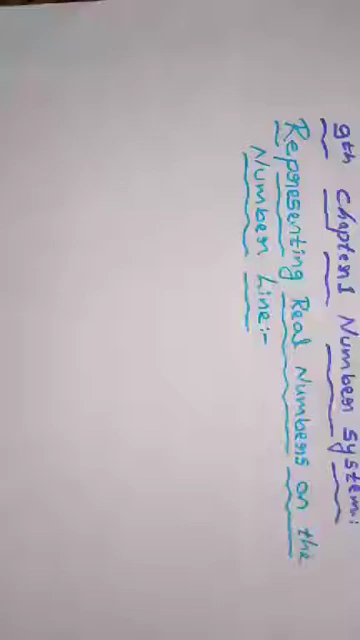 9th Chapter1 Number System:
Representing Real Numbers on the
Number Line:-